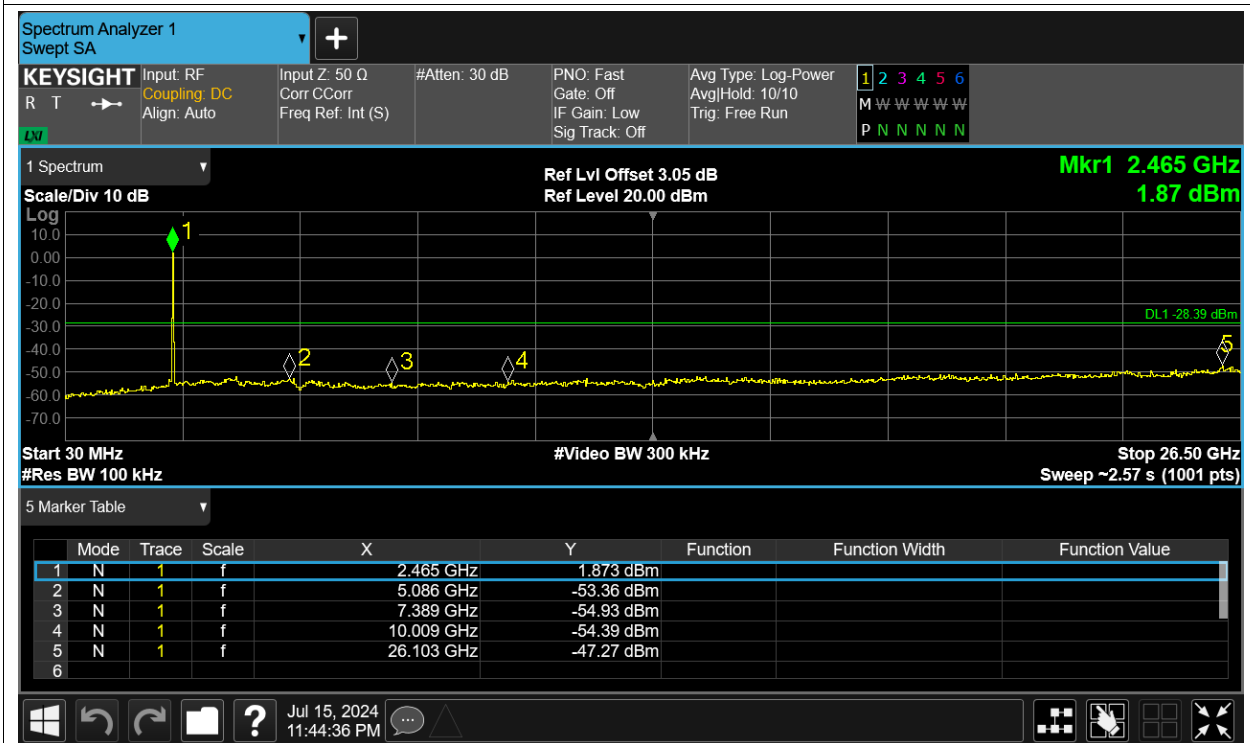 Spectrum Analyzer 1
Swept SA
KEYSIGHT
R T
LXI
Input: RF
Coupling: DC
Align: Auto
Input Z: 50 Ω
Corr CCorr
Freq Ref: Int (S)
#Atten: 30 dB
PNO: Fast
Gate: Off
IF Gain: Low
Sig Track: Off
Avg Type: Log-Power
Avg|Hold: 10/10
Trig: Free Run
1 2 3 4 5 6
M W W W W W
P N N N N N
1 Spectrum
Scale/Div 10 dB
Ref Lvl Offset 3.05 dB
Ref Level 20.00 dBm
Mkr1 2.465 GHz
1.87 dBm
Log
10.0
0.00
-10.0
-20.0
-30.0
-40.0
-50.0
-60.0
-70.0
1
2
3
4
5
DL1 -28.39 dBm
Start 30 MHz
#Res BW 100 kHz
#Video BW 300 kHz
Stop 26.50 GHz
Sweep ~2.57 s (1001 pts)
5 Marker Table
Mode Trace Scale X Y Function Function Width Function Value
1 N 1 f 2.465 GHz 1.873 dBm
2 N 1 f 5.086 GHz -53.36 dBm
3 N 1 f 7.389 GHz -54.93 dBm
4 N 1 f 10.009 GHz -54.39 dBm
5 N 1 f 26.103 GHz -47.27 dBm
6
?
Jul 15, 2024
11:44:36 PM